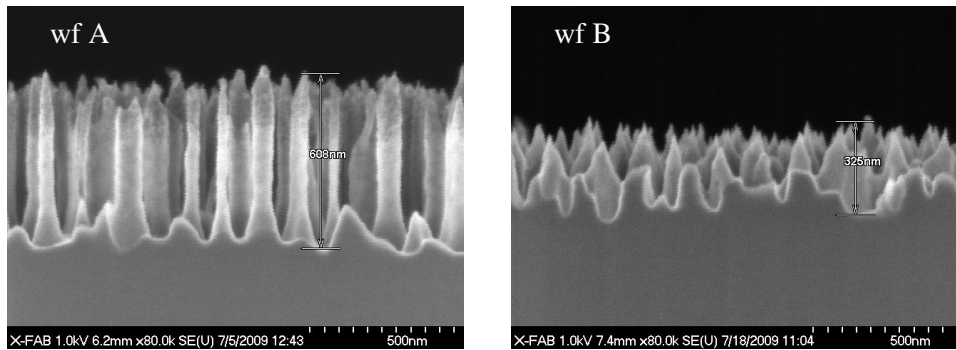 wf A
608nm
X-FAB 1.0kV 6.2mm x80.0k SE(U) 7/5/2009 12:43 500nm
wf B
325nm
X-FAB 1.0kV 7.4mm x80.0k SE(U) 7/18/2009 11:04 500nm